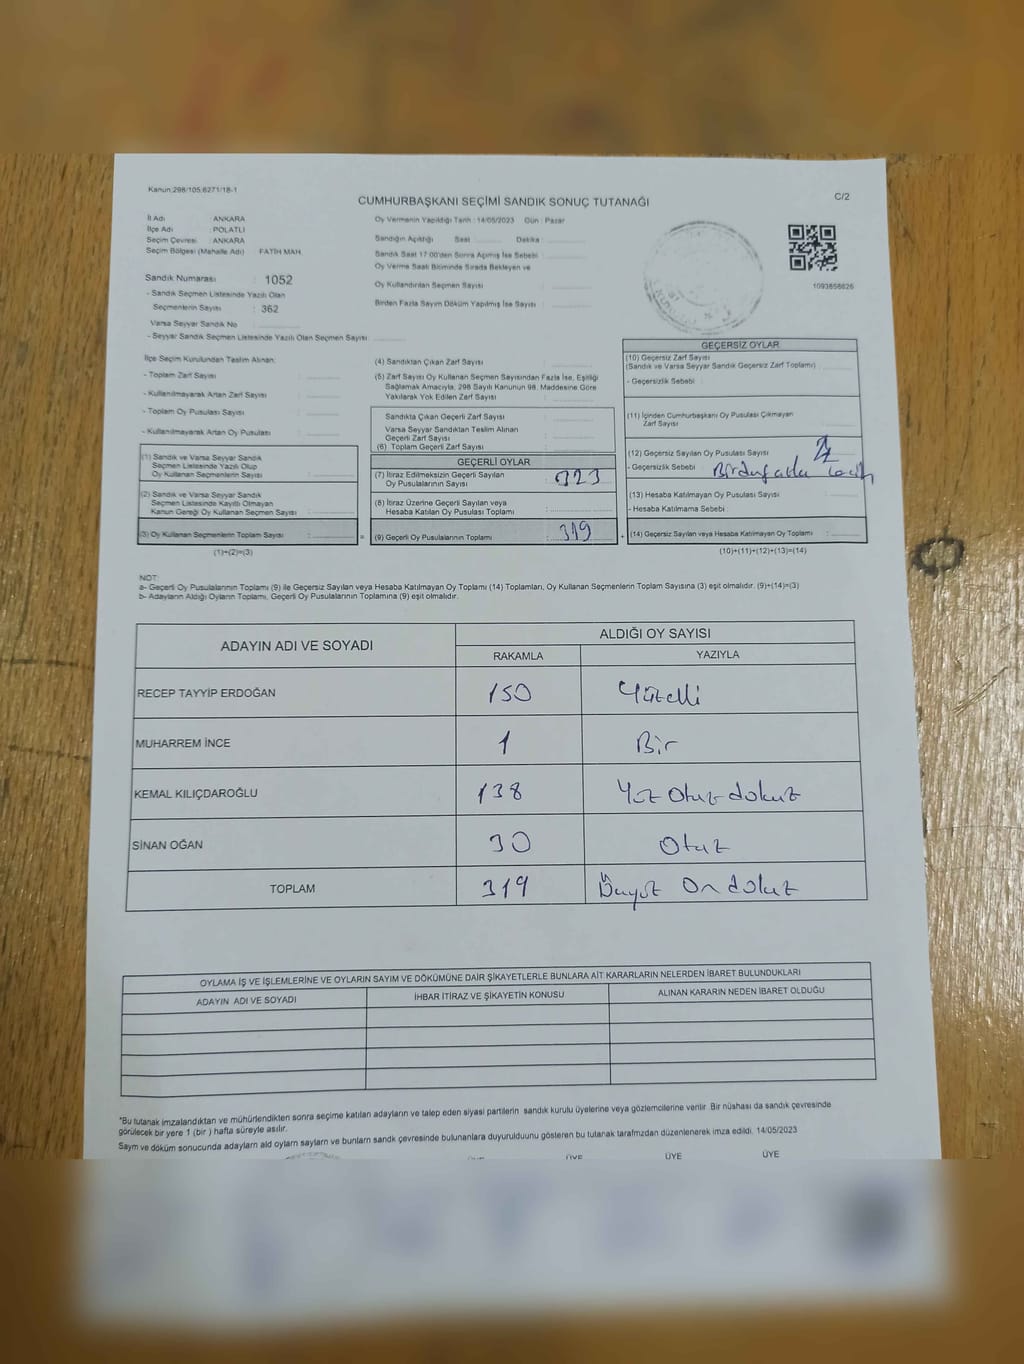 Kanun:298/105,6271/18-1
C/2
CUMHURBAŞKANI SEÇİMİ SANDIK SONUÇ TUTANAĞI
İl Adı : ANKARA
İlçe Adı : POLATLI
Seçim Çevresi : ANKARA
Seçim Bölgesi (Mahalle Adı) FATİH MAH.
Oy Vermenin Yapıldığı Tarih : 14/05/2023 Gün : Pazar
Sandığın Açıldığı Saat Dakika
Sandık Saat 17:00'den Sonra Açılmış İse Sebebi
Oy Verme Saati Bitiminde Sırada Bekleyen ve
Oy Kullandırılan Seçmen Sayısı
Birden Fazla Sayım Döküm Yapılmış İse Sayısı
1093858626
Sandık Numarası : 1052
- Sandık Seçmen Listesinde Yazılı Olan
Seçmenlerin Sayısı : 362
Varsa Seyyar Sandık No
- Seyyar Sandık Seçmen Listesinde Yazılı Olan Seçmen Sayısı
İlçe Seçim Kurulundan Teslim Alınan:
- Toplam Zarf Sayısı
- Kullanılmayarak Artan Zarf Sayısı
- Toplam Oy Pusulası Sayısı
- Kullanılmayarak Artan Oy Pusulası
(1) Sandık ve Varsa Seyyar Sandık
Seçmen Listesinde Yazılı Olup
Oy Kullanan Seçmenlerin Sayısı
(2) Sandık ve Varsa Seyyar Sandık
Seçmen Listesinde Kayıtlı Olmayan
Kanun Gereği Oy Kullanan Seçmen Sayısı
(3) Oy Kullanan Seçmenlerin Toplam Sayısı
(1)+(2)=(3)
(4) Sandıktan Çıkan Zarf Sayısı
(5) Zarf Sayısı Oy Kullanan Seçmen Sayısından Fazla İse, Eşitliği
Sağlamak Amacıyla, 298 Sayılı Kanunun 98. Maddesine Göre
Yakılarak Yok Edilen Zarf Sayısı
Sandıkta Çıkan Geçerli Zarf Sayısı
Varsa Seyyar Sandıktan Teslim Alınan
Geçerli Zarf Sayısı
(6) Toplam Geçerli Zarf Sayısı
GEÇERLİ OYLAR
(7) İtiraz Edilmeksizin Geçerli Sayılan
Oy Pusulalarının Sayısı 323
(8) İtiraz Üzerine Geçerli Sayılan veya
Hesaba Katılan Oy Pusulası Toplamı
(9) Geçerli Oy Pusulalarının Toplamı 319
GEÇERSİZ OYLAR
(10) Geçersiz Zarf Sayısı
(Sandık ve Varsa Seyyar Sandık Geçersiz Zarf Toplamı)
- Geçersizlik Sebebi
(11) İçinden Cumhurbaşkanı Oy Pusulası Çıkmayan
Zarf Sayısı
(12) Geçersiz Sayılan Oy Pusulası Sayısı
- Geçersizlik Sebebi
(13) Hesaba Katılmayan Oy Pusulası Sayısı
- Hesaba Katılmama Sebebi
(14) Geçersiz Sayılan veya Hesaba Katılmayan Oy Toplamı
(10)+(11)+(12)+(13)=(14)
NOT:
a- Geçerli Oy Pusulalarının Toplamı (9) ile Geçersiz Sayılan veya Hesaba Katılmayan Oy Toplamı (14) Toplamları, Oy Kullanan Seçmenlerin Toplam Sayısına (3) eşit olmalıdır. (9)+(14)=(3)
b- Adayların Aldığı Oyların Toplamı, Geçerli Oy Pusulalarının Toplamına (9) eşit olmalıdır.
ADAYIN ADI VE SOYADI
ALDIĞI OY SAYISI
RAKAMLA YAZIYLA
RECEP TAYYİP ERDOĞAN 150 Yüzelli
MUHARREM İNCE 1 Bir
KEMAL KILIÇDAROĞLU 138 Yüz Otuz dokuz
SİNAN OĞAN 30 Otuz
TOPLAM 319 Üçyüz On dokuz
OYLAMA İŞ VE İŞLEMLERİNE VE OYLARIN SAYIM VE DÖKÜMÜNE DAİR ŞİKAYETLERLE BUNLARA AİT KARARLARIN NELERDEN İBARET BULUNDUKLARI
ADAYIN ADI VE SOYADI İHBAR İTİRAZ VE ŞİKAYETİN KONUSU ALINAN KARARIN NEDEN İBARET OLDUĞU
*Bu tutanak imzalandıktan ve mühürlendikten sonra seçime katılan adayların ve talep eden siyasi partilerin sandık kurulu üyelerine veya gözlemcilerine verilir. Bir nüshası da sandık çevresinde
görülecek bir yere 1 (bir ) hafta süreyle asılır.
Sayım ve döküm sonucunda adayların ald oyların sayların ve bunların sandk çevresinde bulunanlara duyurulduunu gösteren bu tutanak tarafmzdan düzenlenerek imza edildi. 14/05/2023
ÜYE ÜYE ÜYE ÜYE